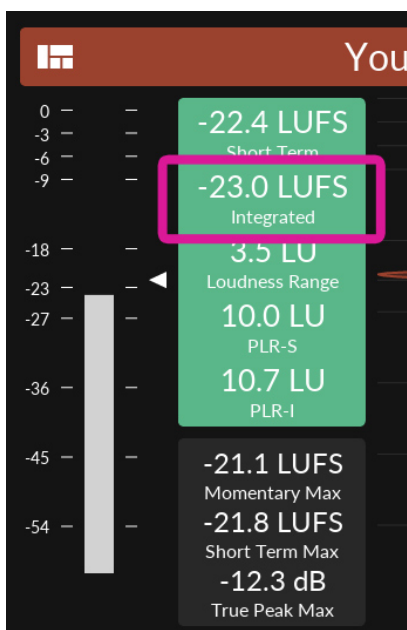 You
0
-3
-6
-9
-18
-23
-27
-36
-45
-54
-22.4 LUFS
Short Term
-23.0 LUFS
Integrated
3.5 LU
Loudness Range
10.0 LU
PLR-S
10.7 LU
PLR-I
-21.1 LUFS
Momentary Max
-21.8 LUFS
Short Term Max
-12.3 dB
True Peak Max